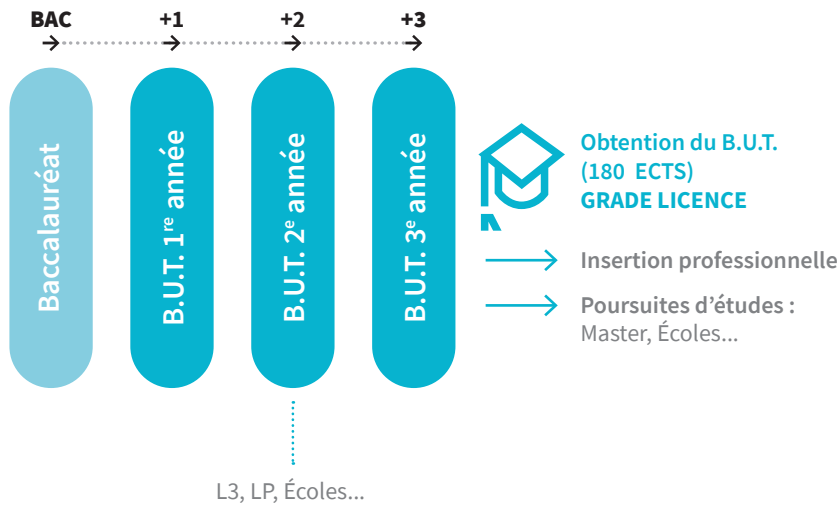 BAC +1 +2 +3
Baccalauréat
B.U.T. 1re année
B.U.T. 2e année
B.U.T. 3e année
Obtention du B.U.T.
(180 ECTS)
GRADE LICENCE
Insertion professionnelle
Poursuites d'études :
Master, Écoles...
L3, LP, Écoles...